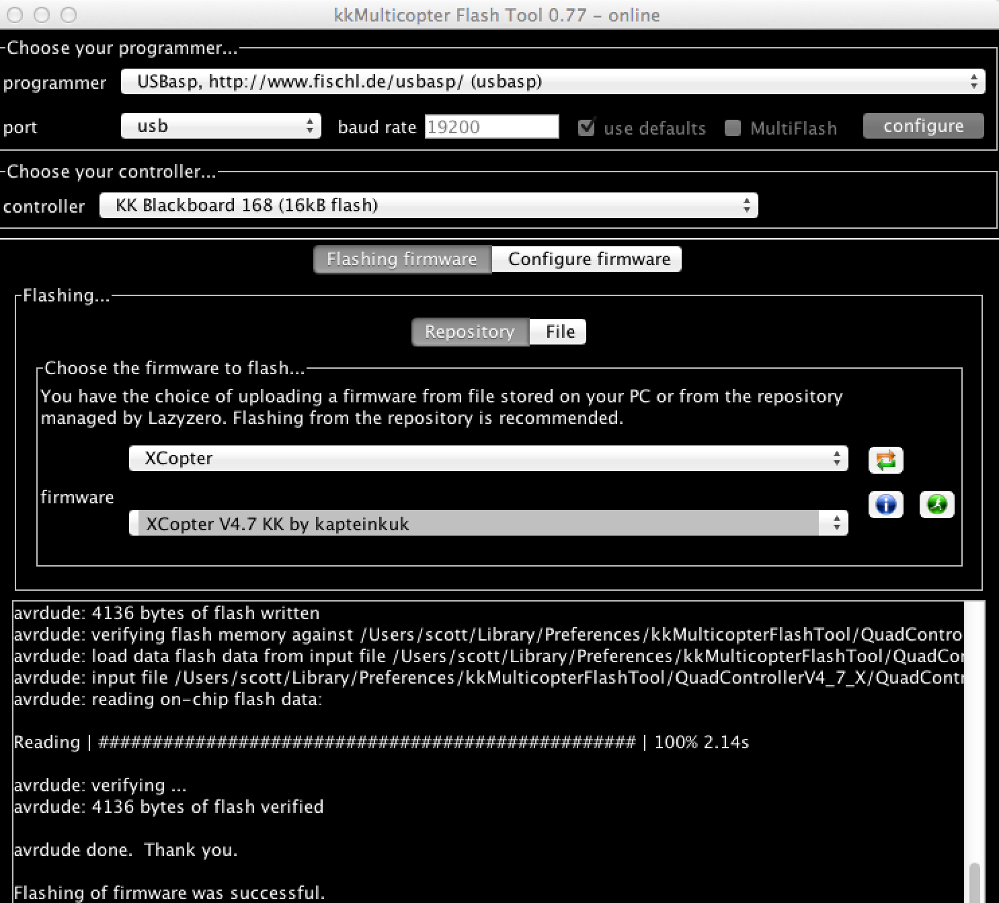 kkMulticopter Flash Tool 0.77 - online
Choose your programmer...
programmer USBasp, http://www.fischl.de/usbasp/ (usbasp)
port usb baud rate 19200 use defaults MultiFlash configure
Choose your controller...
controller KK Blackboard 168 (16kB flash)
Flashing firmware Configure firmware
Flashing...
Repository File
Choose the firmware to flash...
You have the choice of uploading a firmware from file stored on your PC or from the repository
managed by Lazyzero. Flashing from the repository is recommended.
XCopter
firmware
XCopter V4.7 KK by kapteinkuk
avrdude: 4136 bytes of flash written
avrdude: verifying flash memory against /Users/scott/Library/Preferences/kkMulticopterFlashTool/QuadContro
avrdude: load data flash data from input file /Users/scott/Library/Preferences/kkMulticopterFlashTool/QuadCor
avrdude: input file /Users/scott/Library/Preferences/kkMulticopterFlashTool/QuadControllerV4_7_X/QuadContr
avrdude: reading on-chip flash data:
Reading | ################################################## | 100% 2.14s
avrdude: verifying ...
avrdude: 4136 bytes of flash verified
avrdude done.  Thank you.
Flashing of firmware was successful.